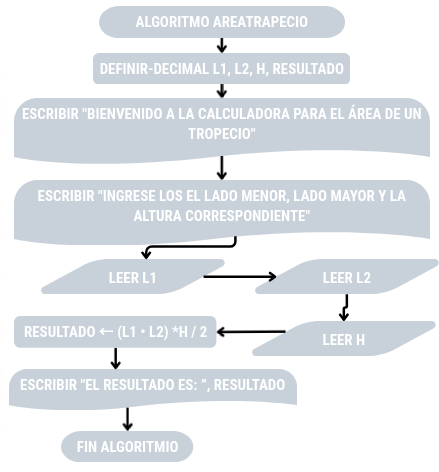 ALGORITMO AREATRAPECIO
DEFINIR-DECIMAL L1, L2, H, RESULTADO
ESCRIBIR "BIENVENIDO A LA CALCULADORA PARA EL ÁREA DE UN
TROPECIO"
ESCRIBIR "INGRESE LOS EL LADO MENOR, LADO MAYOR Y LA
ALTURA CORRESPONDIENTE"
LEER L1
LEER L2
LEER H
RESULTADO ← (L1 • L2) *H / 2
ESCRIBIR "EL RESULTADO ES: ", RESULTADO
FIN ALGORITMIO